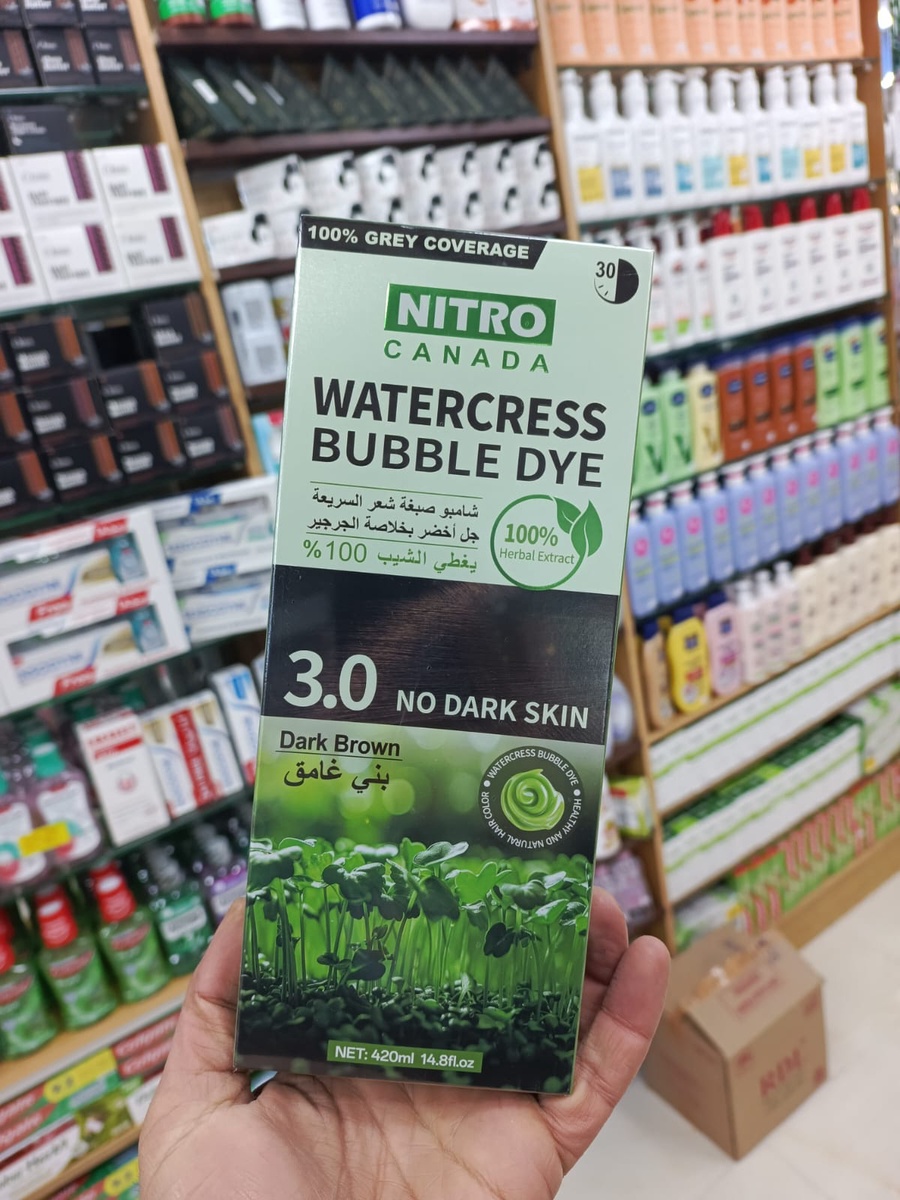 100% GREY COVERAGE
30
NITRO
CANADA
WATERCRESS
BUBBLE DYE
شامبو صبغة شعر السريعة
جل أخضر بخلاصة الجرجير
يغطي الشيب 100%
100%
Herbal Extract
3.0 NO DARK SKIN
Dark Brown
بني غامق
WATERCRESS BUBBLE DYE
HEALTHY AND NATURAL HAIR COLOR
NET: 420ml 14.8fl.oz